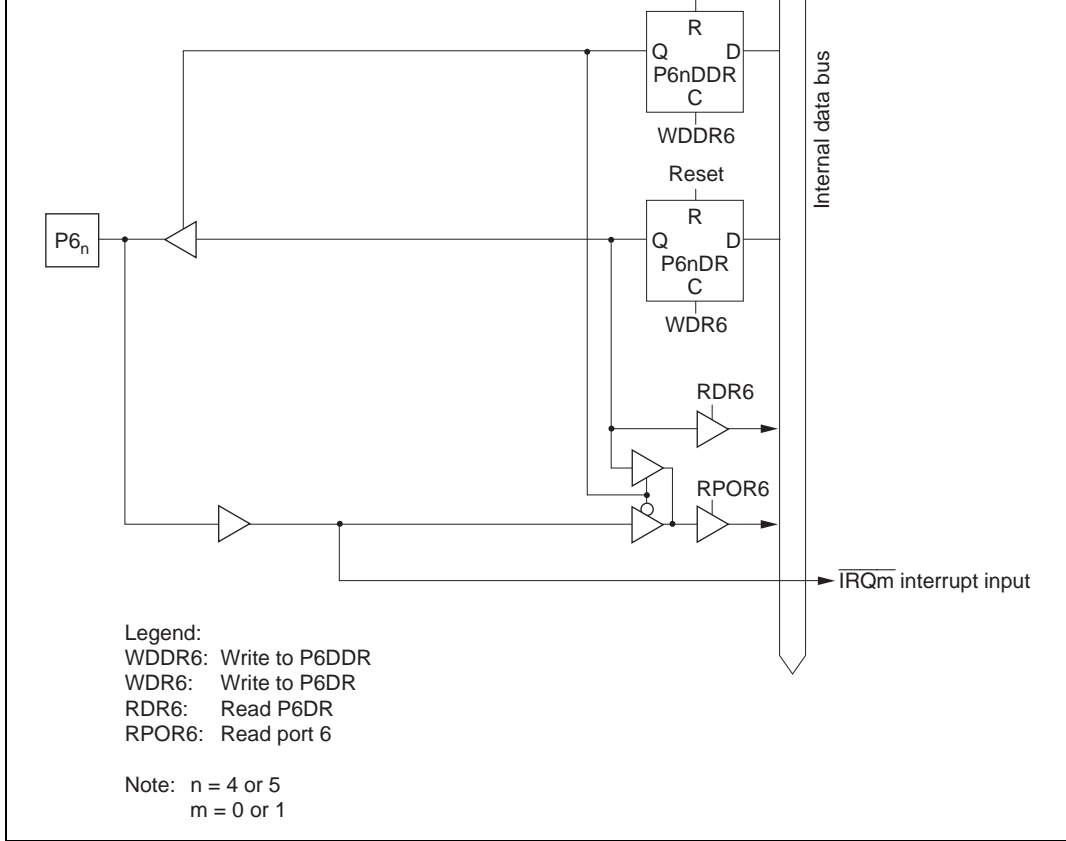 R
Q D
P6nDDR
C
WDDR6
Internal data bus
Reset
R
P6n
Q D
P6nDR
C
WDR6
RDR6
RPOR6
IRQm interrupt input
Legend:
WDDR6: Write to P6DDR
WDR6: Write to P6DR
RDR6: Read P6DR
RPOR6: Read port 6
Note: n = 4 or 5
m = 0 or 1